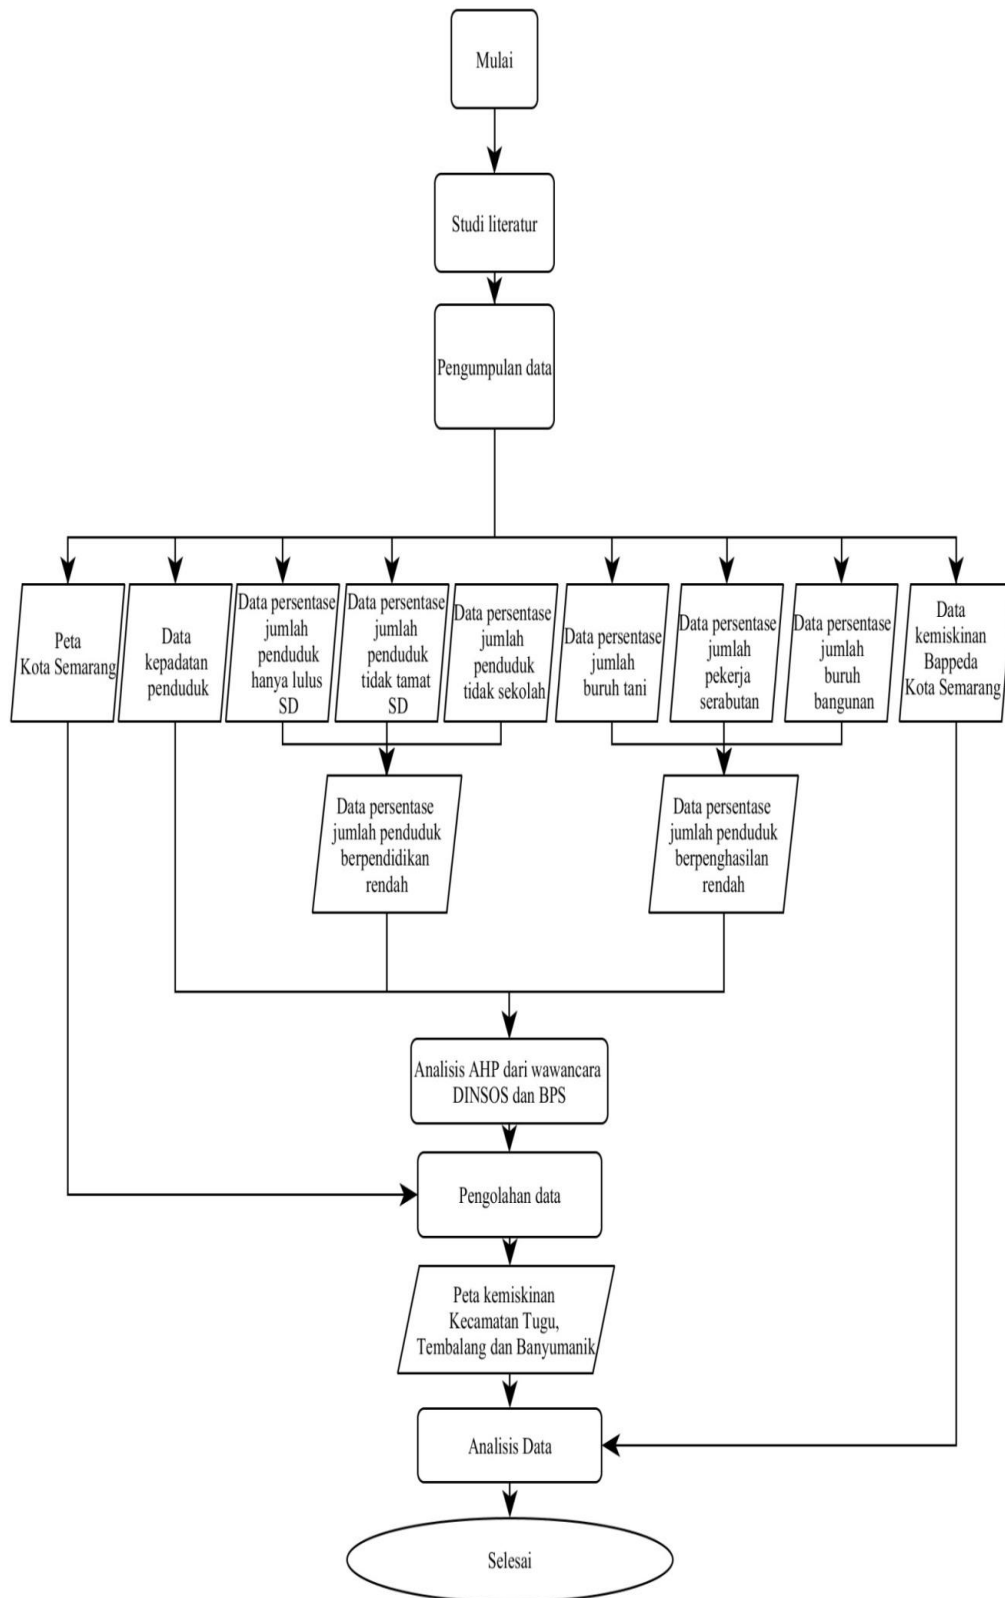 Mulai
Studi literatur
Pengumpulan data
Peta
Kota Semarang
Data
kepadatan
penduduk
Data persentase
jumlah
penduduk
hanya lulus
SD
Data persentase
jumlah
penduduk
tidak tamat
SD
Data persentase
jumlah
penduduk
tidak sekolah
Data persentase
jumlah
buruh tani
Data persentase
jumlah
pekerja
serabutan
Data persentase
jumlah
buruh
bangunan
Data
kemiskinan
Bappeda
Kota Semarang
Data persentase
jumlah penduduk
berpendidikan
rendah
Data persentase
jumlah penduduk
berpenghasilan
rendah
Analisis AHP dari wawancara
DINSOS dan BPS
Pengolahan data
Peta kemiskinan
Kecamatan Tugu,
Tembalang dan Banyumanik
Analisis Data
Selesai